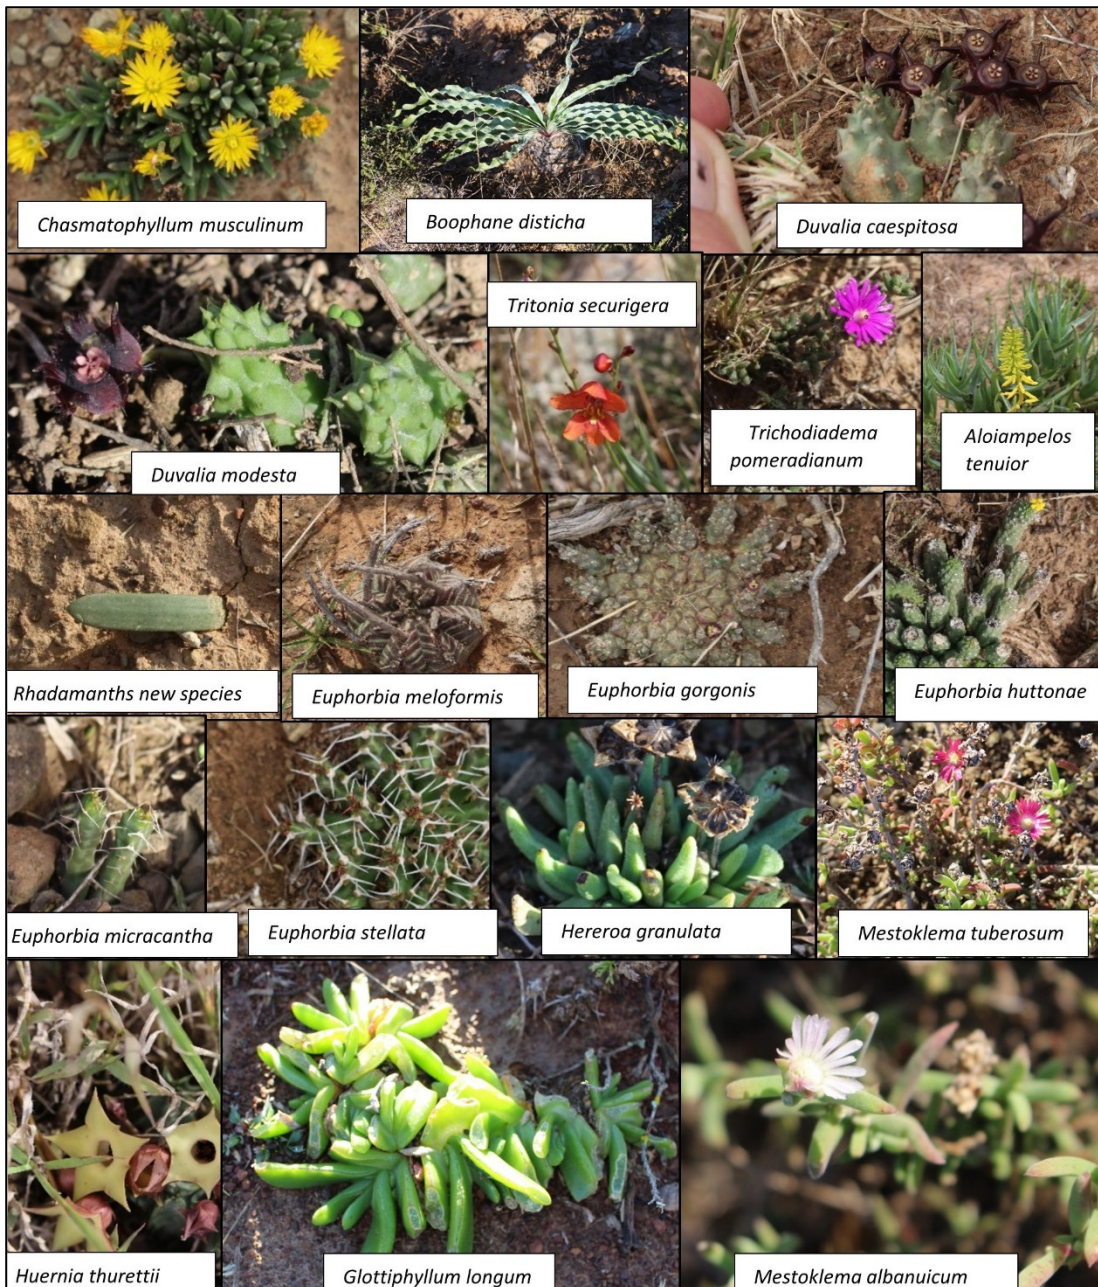 Chasmatophyllum musculinum
Boophane disticha
Duvalia caespitosa
Duvalia modesta
Tritonia securigera
Trichodiadema
pomeradianum
Aloiampelos
tenuior
Rhadamanths new species
Euphorbia meloformis
Euphorbia gorgonis
Euphorbia huttonae
Euphorbia micracantha
Euphorbia stellata
Hereroa granulata
Mestoklema tuberosum
Huernia thurettii
Glottiphyllum longum
Mestoklema albanuicum